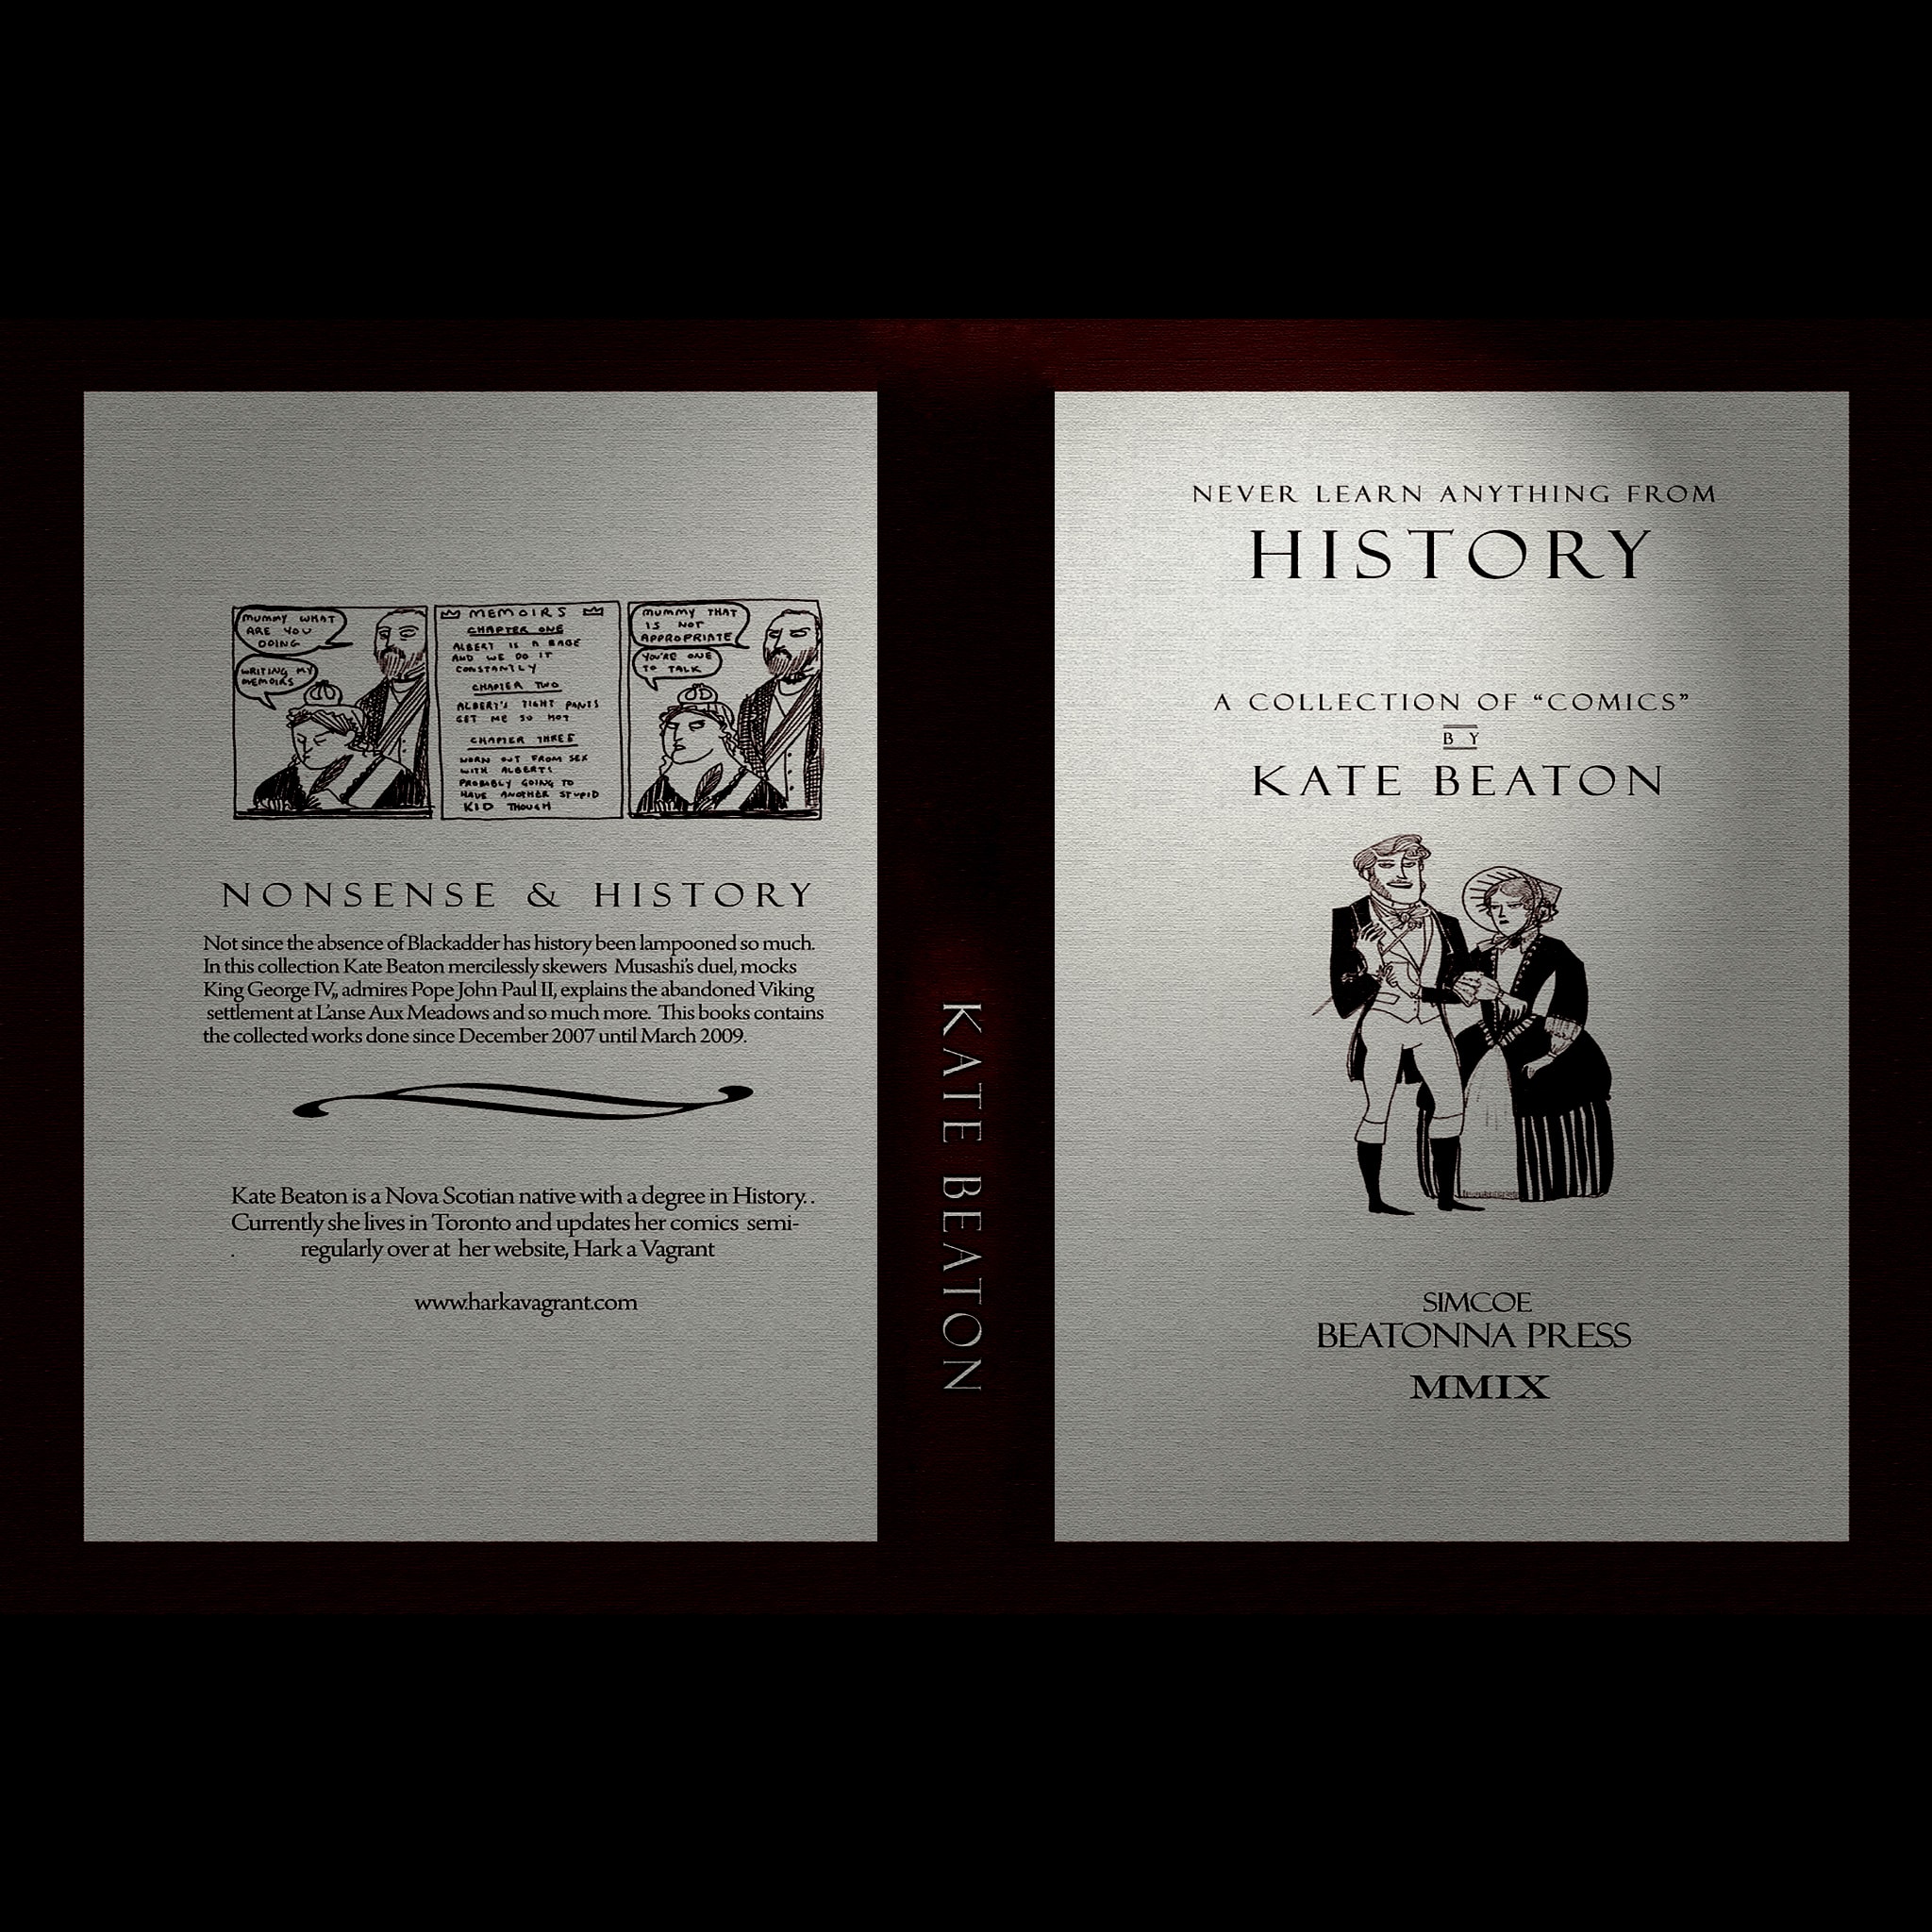 MUMMY WHAT
ARE YOU
DOING
WRITING MY
MEMOIRS
MEMOIRS
CHAPTER ONE
ALBERT IS A BABE
AND WE DO IT
CONSTANTLY
CHAPTER TWO
ALBERT'S TIGHT PANTS
GET ME SO HOT
CHAPTER THREE
WORN OUT FROM SEX
WITH ALBERT!
PROBABLY GOING TO
HAVE ANOTHER STUPID
KID THOUGH
MUMMY THAT
IS NOT
APPROPRIATE
YOU'RE ONE
TO TALK
NONSENSE & HISTORY
Not since the absence of Blackadder has history been lampooned so much.
In this collection Kate Beaton mercilessly skewers Musashi's duel, mocks
King George IV,, admires Pope John Paul II, explains the abandoned Viking
settlement at L'anse Aux Meadows and so much more. This books contains
the collected works done since December 2007 until March 2009.
Kate Beaton is a Nova Scotian native with a degree in History. .
Currently she lives in Toronto and updates her comics semi-
. regularly over at her website, Hark a Vagrant
www.harkavagrant.com
KATE BEATON
NEVER LEARN ANYTHING FROM
HISTORY
A COLLECTION OF “COMICS”
BY
KATE BEATON
SIMCOE
BEATONNA PRESS
MMIX